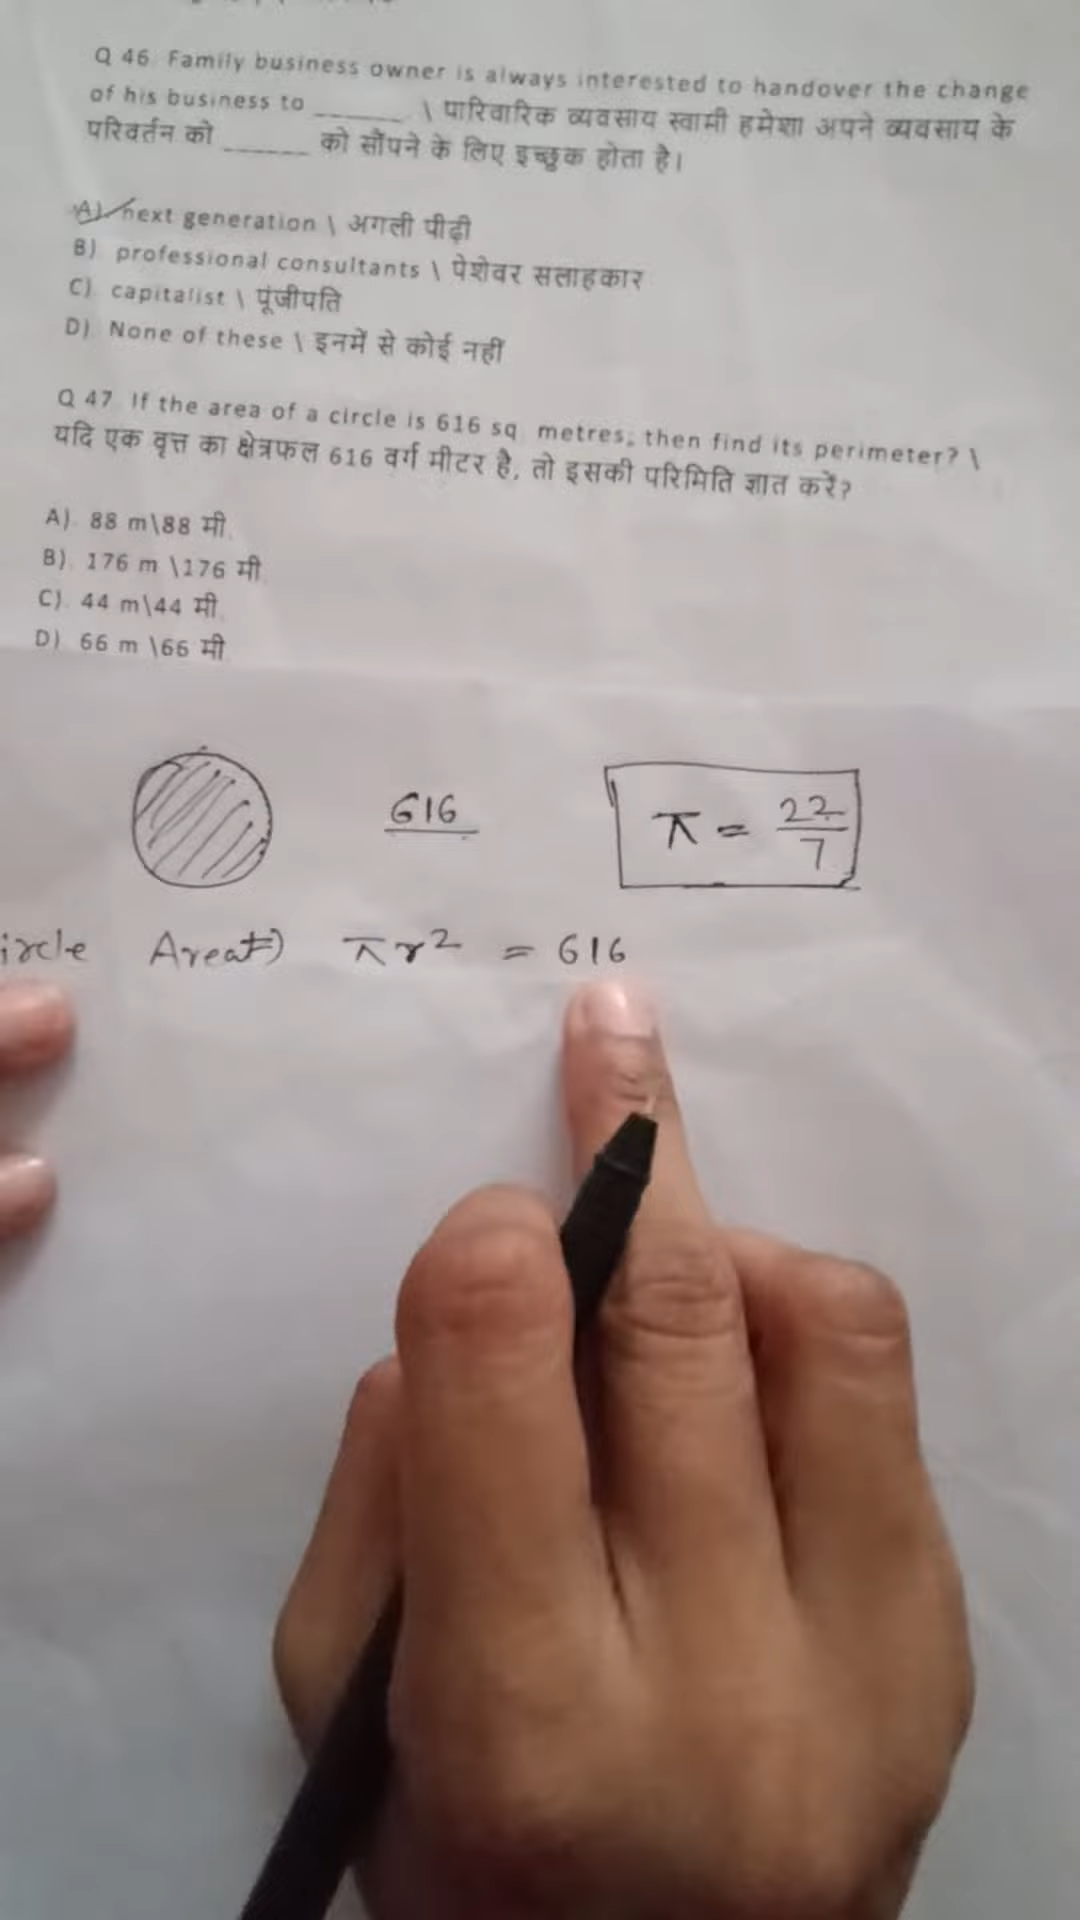 Q 46. Family business owner is always interested to handover the change
of his business to ______ \ पारिवारिक व्यवसाय स्वामी हमेशा अपने व्यवसाय के
परिवर्तन को ______ को सौंपने के लिए इच्छुक होता है।
A) next generation \ अगली पीढ़ी
B) professional consultants \ पेशेवर सलाहकार
C) capitalist \ पूंजीपति
D) None of these \ इनमें से कोई नहीं
Q 47. If the area of a circle is 616 sq. metres, then find its perimeter? \
यदि एक वृत्त का क्षेत्रफल 616 वर्ग मीटर है, तो इसकी परिमिति ज्ञात करें?
A). 88 m\88 मी.
B). 176 m \176 मी.
C). 44 m\44 मी.
D) 66 m \66 मी.
616
π = 22/7
ircle Area⇒ πr² = 616